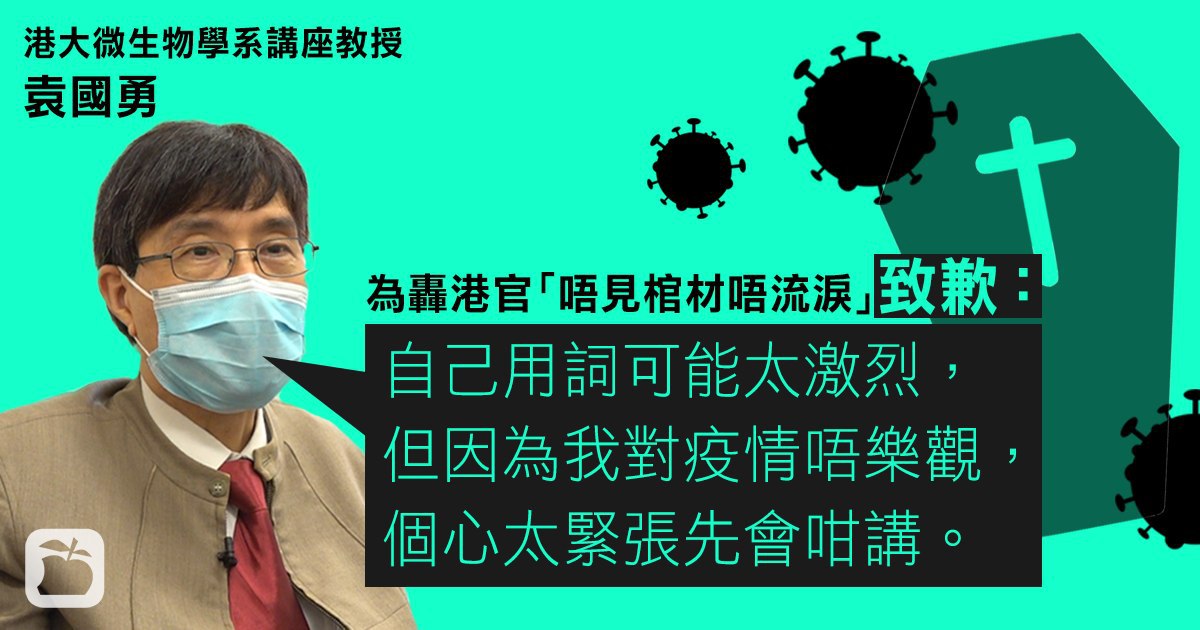 港大微生物學系講座教授
袁國勇
為轟港官「唔見棺材唔流淚」致歉：
自己用詞可能太激烈，
但因為我對疫情唔樂觀，
個心太緊張先會咁講。